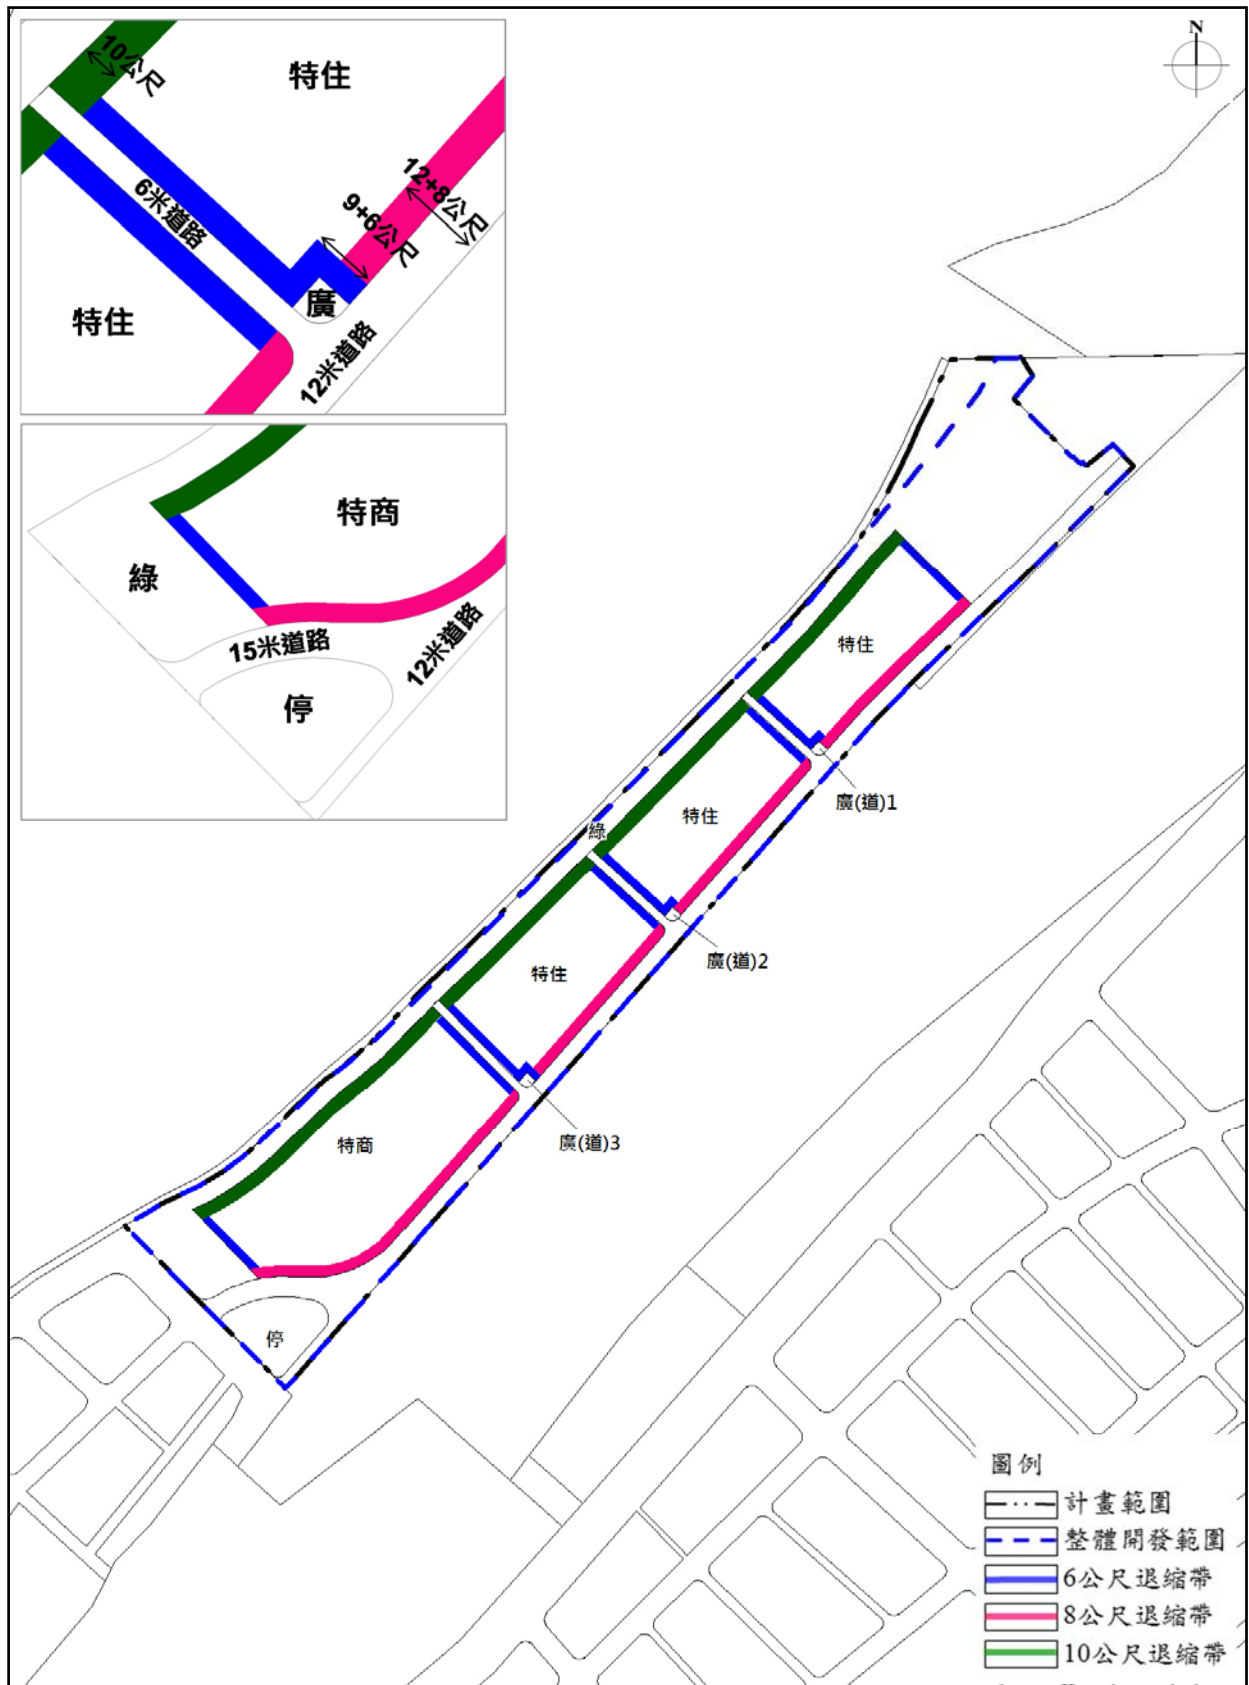 10公尺
特住
6米道路
12+8公尺
9+6公尺
廣
特住
12米道路
特商
綠
15米道路
12米道路
停
N
特住
廣(道)1
特住
綠
廣(道)2
特住
廣(道)3
特商
停
圖例
計畫範圍
整體開發範圍
6公尺退縮帶
8公尺退縮帶
10公尺退縮帶